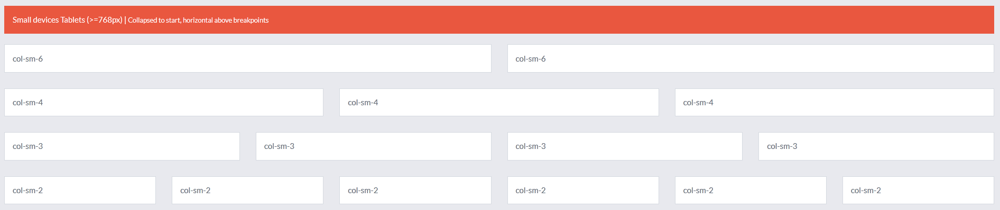 Small devices Tablets (>=768px) | Collapsed to start, horizontal above breakpoints
col-sm-6 col-sm-6
col-sm-4 col-sm-4 col-sm-4
col-sm-3 col-sm-3 col-sm-3 col-sm-3
col-sm-2 col-sm-2 col-sm-2 col-sm-2 col-sm-2 col-sm-2